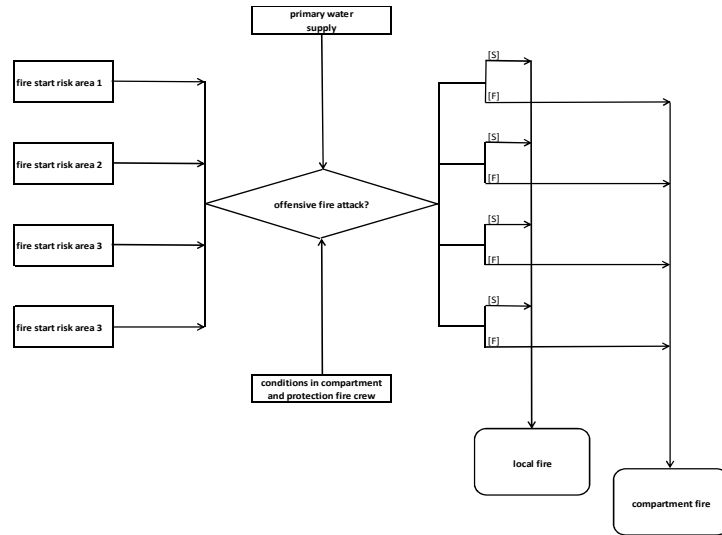 primary water
supply
fire start risk area 1
fire start risk area 2
fire start risk area 3
fire start risk area 3
offensive fire attack?
conditions in compartment
and protection fire crew
[S]
[F]
[S]
[F]
[S]
[F]
[S]
[F]
local fire
compartment fire